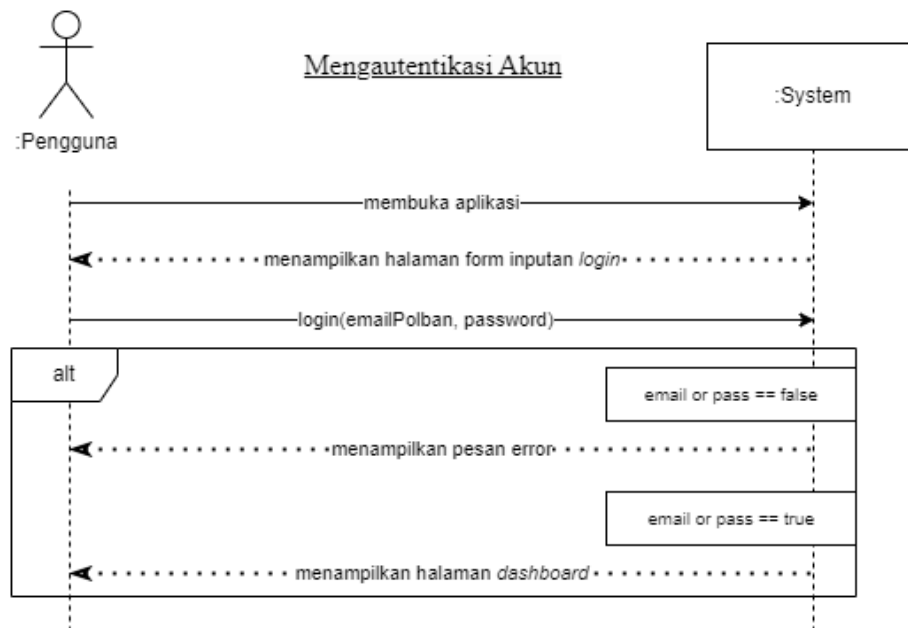 Mengautentikasi Akun
:System
:Pengguna
membuka aplikasi
menampilkan halaman form inputan login
login(emailPolban, password)
alt
email or pass == false
menampilkan pesan error
email or pass == true
menampilkan halaman dashboard